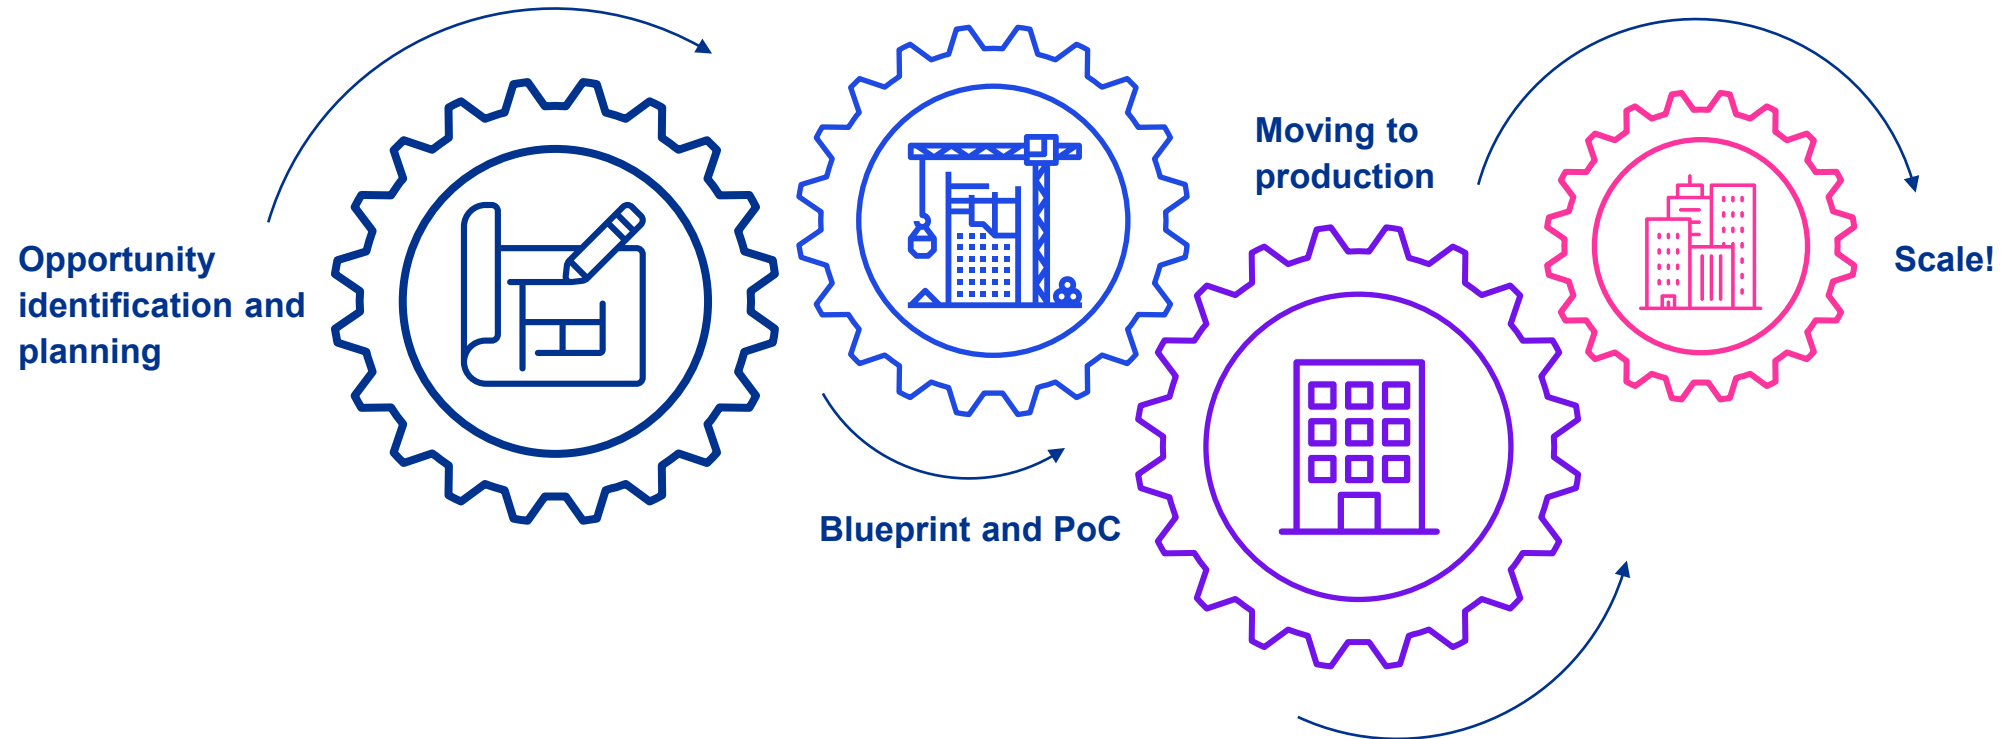 Opportunity
identification and
planning
Blueprint and PoC
Moving to
production
Scale!